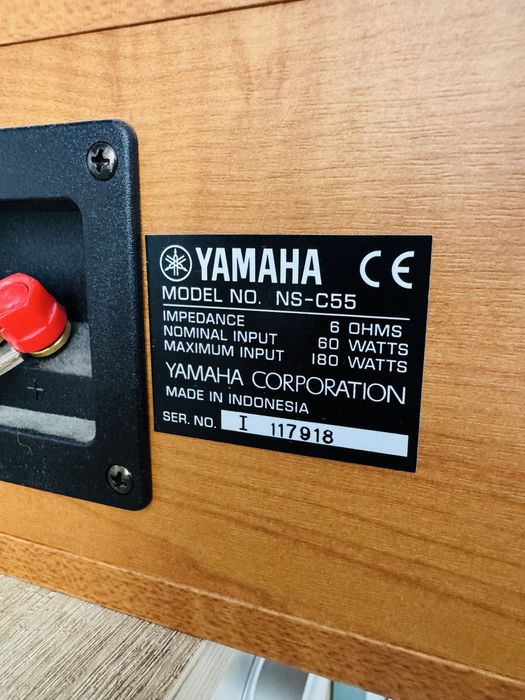 YAMAHA CE
MODEL NO. NS-C55
IMPEDANCE 6 OHMS
NOMINAL INPUT 60 WATTS
MAXIMUM INPUT 180 WATTS
YAMAHA CORPORATION
MADE IN INDONESIA
SER. NO. I 117918
+